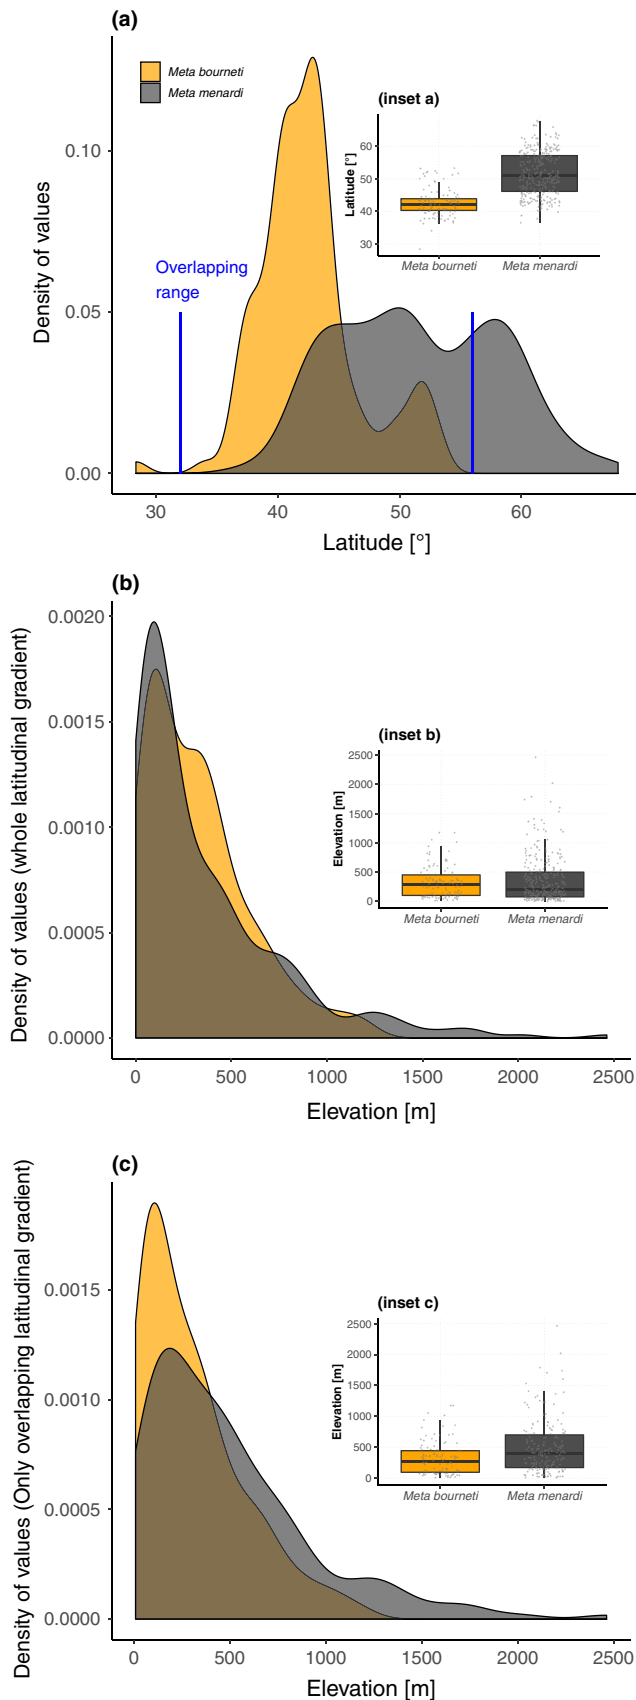 (a)
Meta bourneti
Meta menardi
Overlapping
range
Density of values
0.10
0.05
0.00
30
40
50
60
Latitude [°]
(inset a)
Latitude [°]
60
50
40
30
Meta bourneti
Meta menardi
(b)
Density of values (whole latitudinal gradient)
0.0020
0.0015
0.0010
0.0005
0.0000
0
500
1000
1500
2000
2500
Elevation [m]
(inset b)
Elevation [m]
2500
2000
1500
1000
500
0
Meta bourneti
Meta menardi
(c)
Density of values (Only overlapping latitudinal gradient)
0.0015
0.0010
0.0005
0.0000
0
500
1000
1500
2000
2500
Elevation [m]
(inset c)
Elevation [m]
2500
2000
1500
1000
500
0
Meta bourneti
Meta menardi